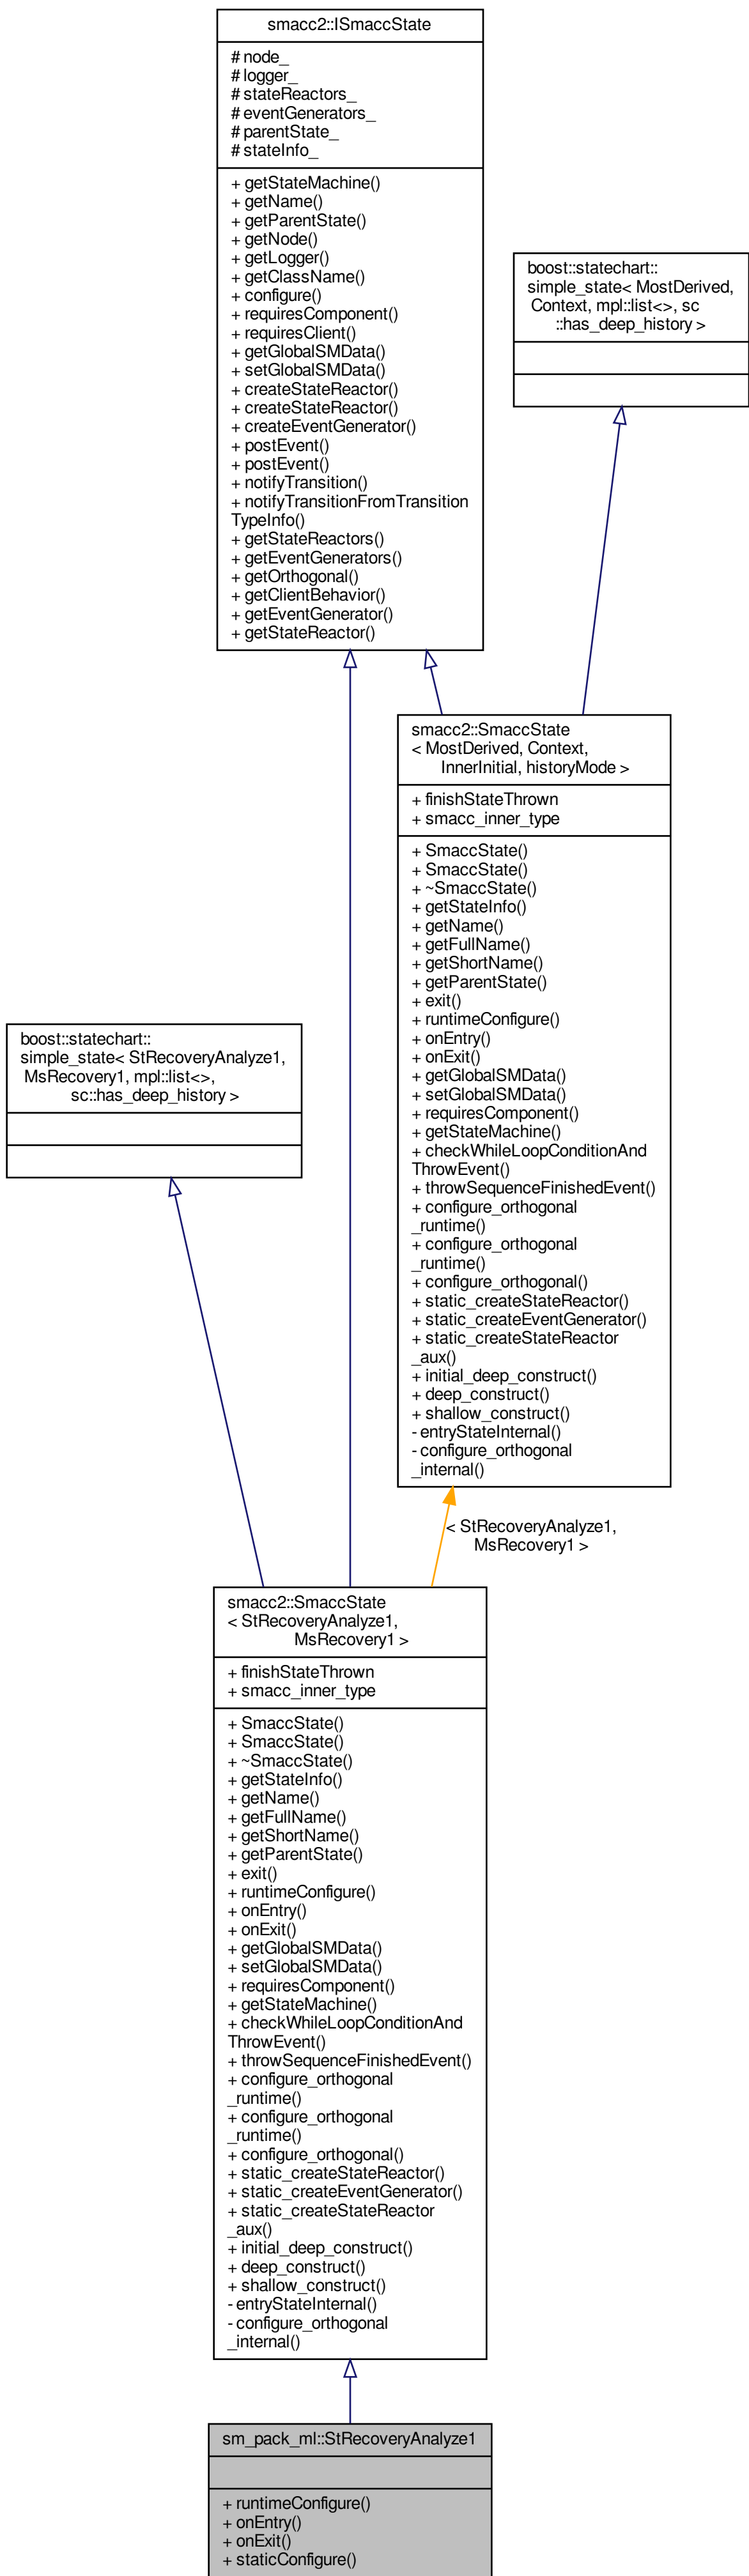 smacc2::ISmaccState
# node_
# logger_
# stateReactors_
# eventGenerators_
# parentState_
# stateInfo_
+ getStateMachine()
+ getName()
+ getParentState()
+ getNode()
+ getLogger()
+ getClassName()
+ configure()
+ requiresComponent()
+ requiresClient()
+ getGlobalSMData()
+ setGlobalSMData()
+ createStateReactor()
+ createStateReactor()
+ createEventGenerator()
+ postEvent()
+ postEvent()
+ notifyTransition()
+ notifyTransitionFromTransition
TypeInfo()
+ getStateReactors()
+ getEventGenerators()
+ getOrthogonal()
+ getClientBehavior()
+ getEventGenerator()
+ getStateReactor()
boost::statechart::
simple_state< MostDerived,
Context, mpl::list<>, sc
::has_deep_history >
smacc2::SmaccState
< MostDerived, Context,
InnerInitial, historyMode >
+ finishStateThrown
+ smacc_inner_type
+ SmaccState()
+ SmaccState()
+ ~SmaccState()
+ getStateInfo()
+ getName()
+ getFullName()
+ getShortName()
+ getParentState()
+ exit()
+ runtimeConfigure()
+ onEntry()
+ onExit()
+ getGlobalSMData()
+ setGlobalSMData()
+ requiresComponent()
+ getStateMachine()
+ checkWhileLoopConditionAnd
ThrowEvent()
+ throwSequenceFinishedEvent()
+ configure_orthogonal
_runtime()
+ configure_orthogonal
_runtime()
+ configure_orthogonal()
+ static_createStateReactor()
+ static_createEventGenerator()
+ static_createStateReactor
_aux()
+ initial_deep_construct()
+ deep_construct()
+ shallow_construct()
- entryStateInternal()
- configure_orthogonal
_internal()
boost::statechart::
simple_state< StRecoveryAnalyze1,
MsRecovery1, mpl::list<>,
sc::has_deep_history >
< StRecoveryAnalyze1,
MsRecovery1 >
smacc2::SmaccState
< StRecoveryAnalyze1,
MsRecovery1 >
+ finishStateThrown
+ smacc_inner_type
+ SmaccState()
+ SmaccState()
+ ~SmaccState()
+ getStateInfo()
+ getName()
+ getFullName()
+ getShortName()
+ getParentState()
+ exit()
+ runtimeConfigure()
+ onEntry()
+ onExit()
+ getGlobalSMData()
+ setGlobalSMData()
+ requiresComponent()
+ getStateMachine()
+ checkWhileLoopConditionAnd
ThrowEvent()
+ throwSequenceFinishedEvent()
+ configure_orthogonal
_runtime()
+ configure_orthogonal
_runtime()
+ configure_orthogonal()
+ static_createStateReactor()
+ static_createEventGenerator()
+ static_createStateReactor
_aux()
+ initial_deep_construct()
+ deep_construct()
+ shallow_construct()
- entryStateInternal()
- configure_orthogonal
_internal()
sm_pack_ml::StRecoveryAnalyze1
+ runtimeConfigure()
+ onEntry()
+ onExit()
+ staticConfigure()